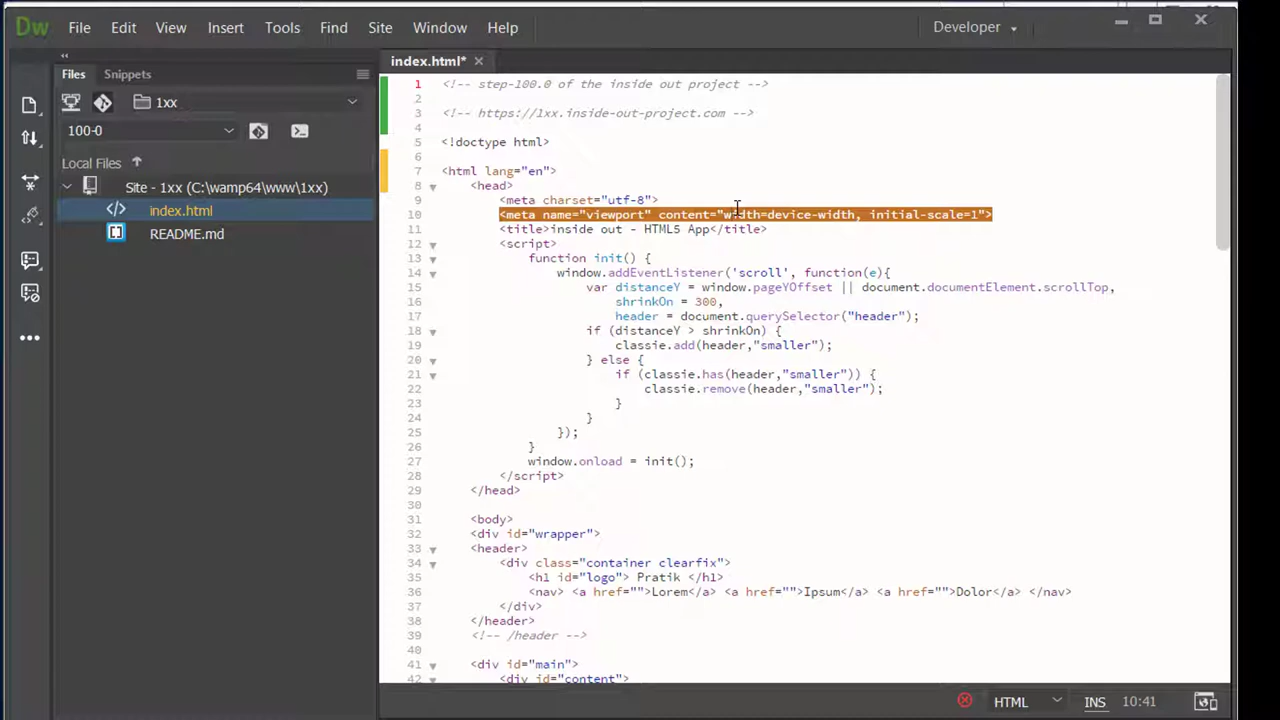 Dw File Edit View Insert Tools Find Site Window Help Developer
Files Snippets
1xx
100-0
Local Files
Site - 1xx (C:\wamp64\www\1xx)
index.html
README.md
index.html*
1 <!-- step-100.0 of the inside out project -->
2
3 <!-- https://1xx.inside-out-project.com -->
4
5 <!doctype html>
6
7 <html lang="en">
8 <head>
9 <meta charset="utf-8">
10 <meta name="viewport" content="width=device-width, initial-scale=1">
11 <title>inside out - HTML5 App</title>
12 <script>
13 function init() {
14 window.addEventListener('scroll', function(e){
15 var distanceY = window.pageYOffset || document.documentElement.scrollTop,
16 shrinkOn = 300,
17 header = document.querySelector("header");
18 if (distanceY > shrinkOn) {
19 classie.add(header,"smaller");
20 } else {
21 if (classie.has(header,"smaller")) {
22 classie.remove(header,"smaller");
23 }
24 }
25 });
26 }
27 window.onload = init();
28 </script>
29 </head>
30
31 <body>
32 <div id="wrapper">
33 <header>
34 <div class="container clearfix">
35 <h1 id="logo"> Pratik </h1>
36 <nav> <a href="">Lorem</a> <a href="">Ipsum</a> <a href="">Dolor</a> </nav>
37 </div>
38 </header>
39 <!-- /header -->
40
41 <div id="main">
42 <div id="content">
HTML INS 10:41